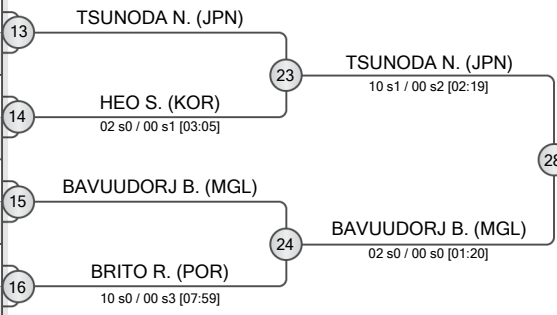 TSUNODA N. (JPN)
13
23
TSUNODA N. (JPN)
10 s1 / 00 s2 [02:19]
HEO S. (KOR)
14
02 s0 / 00 s1 [03:05]
28
BAVUUDORJ B. (MGL)
15
BAVUUDORJ B. (MGL)
24
02 s0 / 00 s0 [01:20]
BRITO R. (POR)
16
10 s0 / 00 s3 [07:59]